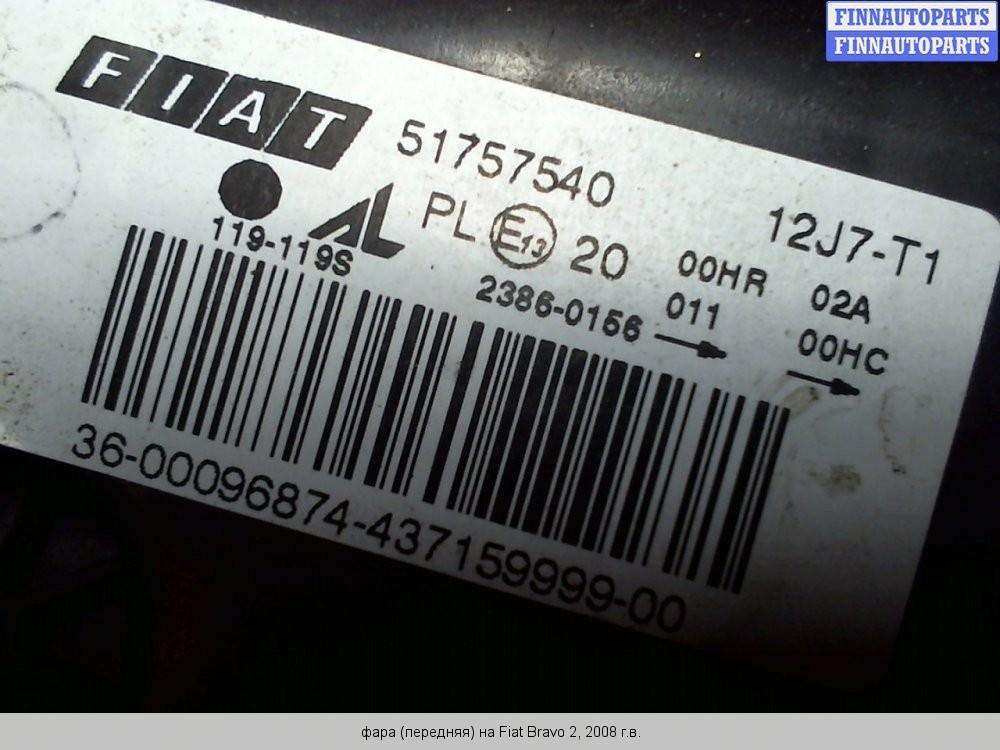 FINNAUTOPARTS
FINNAUTOPARTS
FIAT
51757540
12J7-T1
AL
PL E13 20
00HR
02A
119-119S
2386-0156
011
00HC
36-00096874-437159999-00
фара (передняя) на Fiat Bravo 2, 2008 г.в.